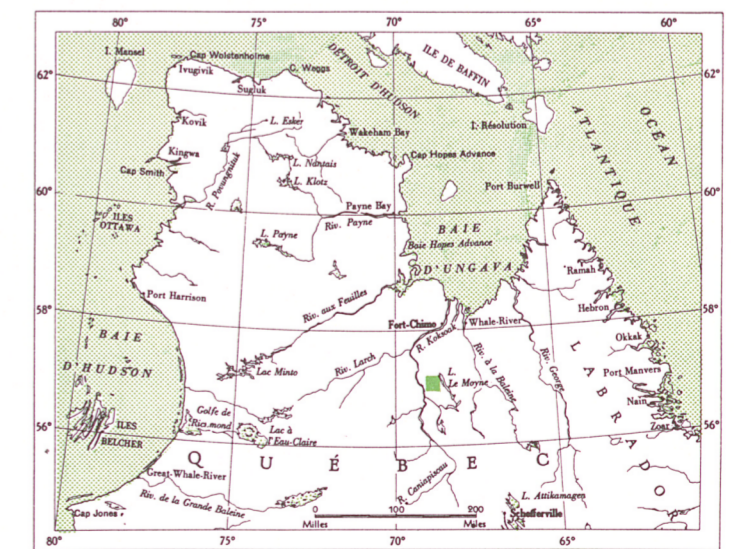 80° 75° 70° 65° 60°
I. Mansel
Cap Wolstenholme
Ivugivik
C. Weggs
Sugluk
DÉTROIT D'HUDSON
ILE DE BAFFIN
62°
62°
Kovik
L. Esker
Wakeham Bay
I. Résolution
OCÉAN
ATLANTIQUE
Kingwa
Cap Smith
R. Povungnituk
L. Nantais
L. Klotz
Cap Hopes Advance
Port Burwell
60°
60°
ILES
OTTAWA
Payne Bay
Riv. Payne
L. Payne
BAIE
Baie Hopes Advance
D'UNGAVA
Ramah
Port Harrison
Hebron
58°
58°
Riv. aux Feuilles
Fort-Chimo
Whale-River
Okkak
BAIE
D'HUDSON
R. Koksoak
Riv. à la Baleine
Riv. George
LABRADO
Lac Minto
Riv. Larch
L.
Le Moyne
Port Manvers
Nain
Golfe de
Richmond
Lac à
l'Eau-Claire
Zoar
56°
56°
ILES
BELCHER
QUÉBEC
Great-Whale-River
Riv. de la Grande Baleine
R. Caniapiscau
L. Attikamagen
Schefferville
Cap Jones
0 100 200
Milles Miles
80° 75° 70° 65°